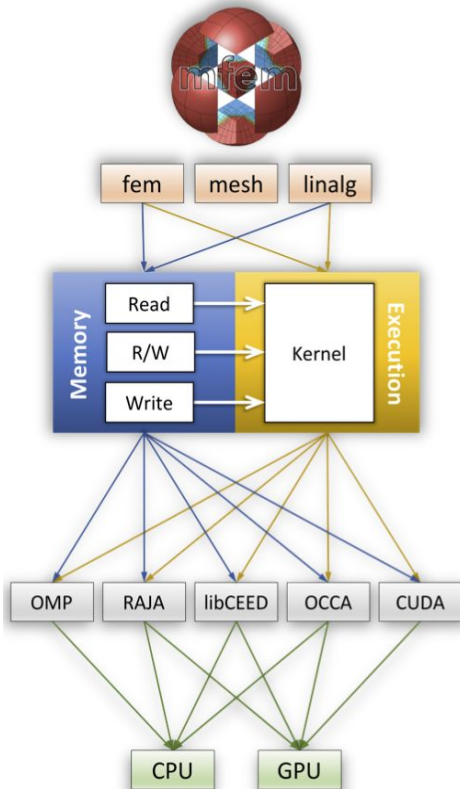 mfem
fem mesh linalg
Memory
Read
R/W
Write
Kernel
Execution
OMP RAJA libCEED OCCA CUDA
CPU GPU